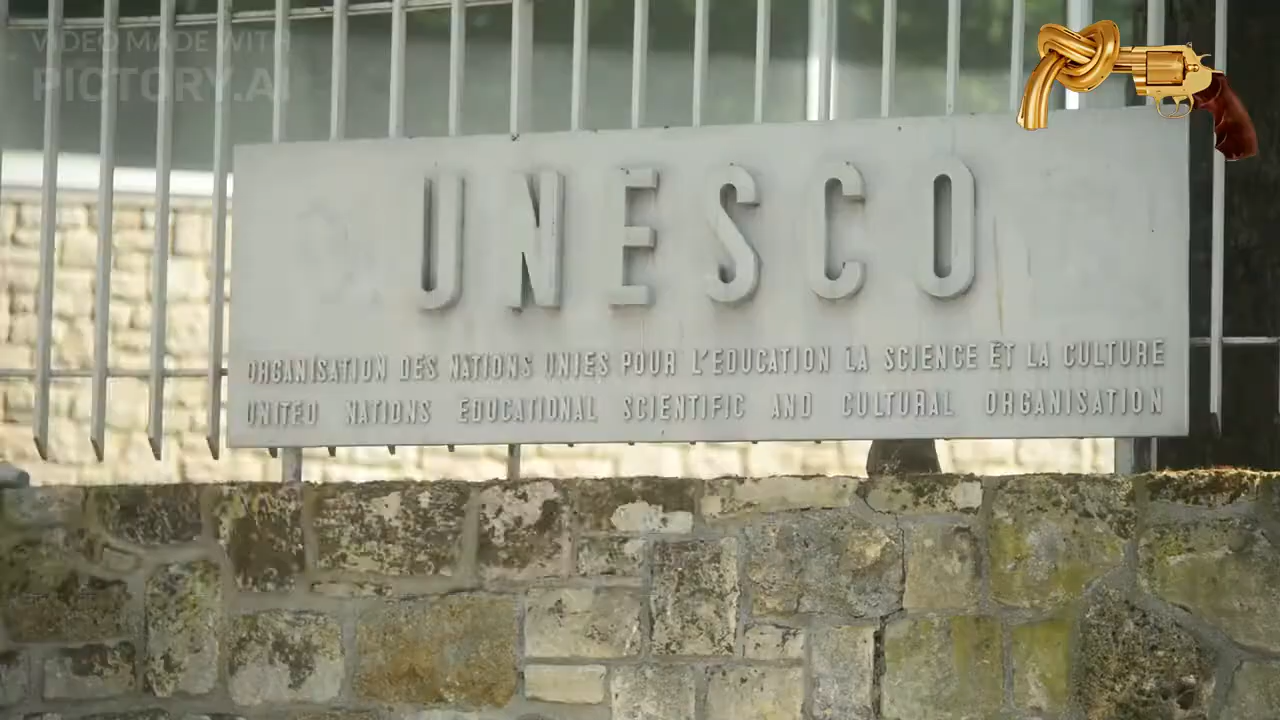 VIDEO MADE WITH
PICTORY.AI
UNESCO
ORGANISATION DES NATIONS UNIES POUR L'EDUCATION LA SCIENCE ET LA CULTURE
UNITED NATIONS EDUCATIONAL SCIENTIFIC AND CULTURAL ORGANISATION